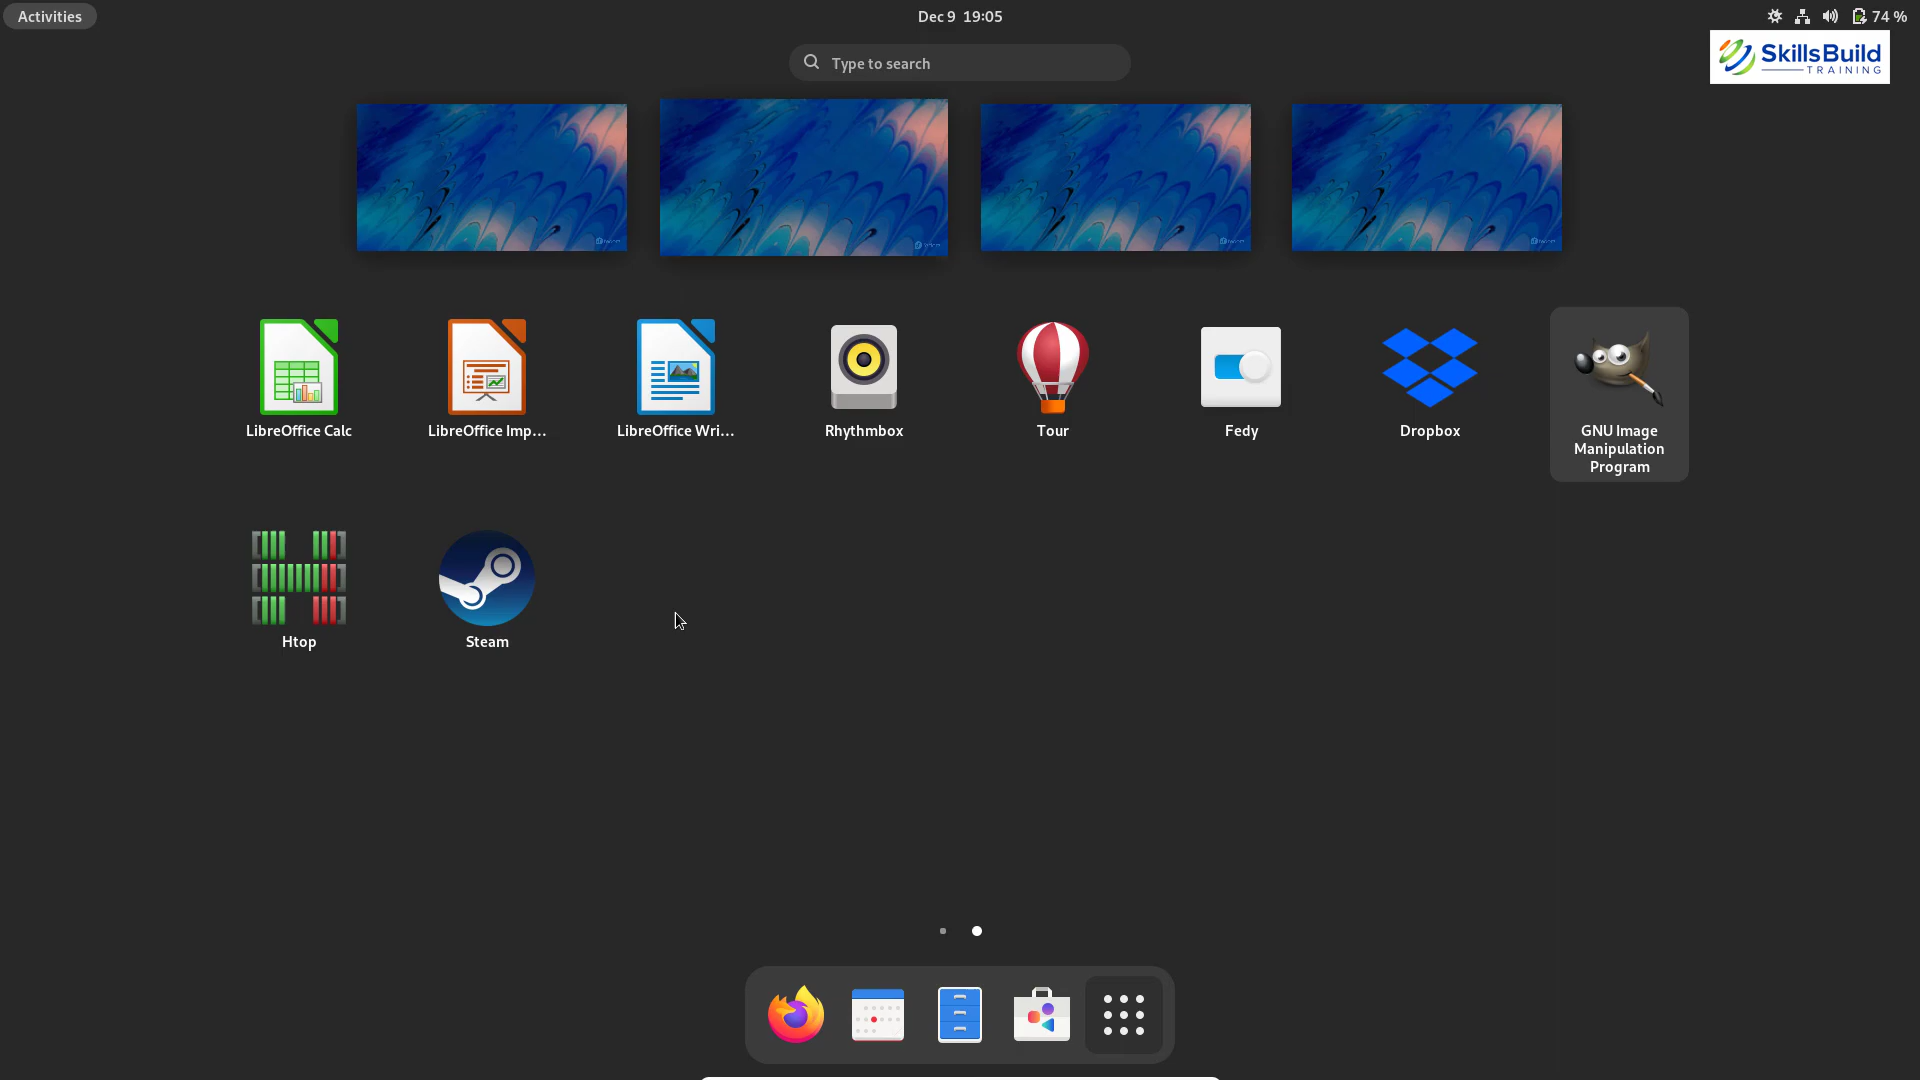 Activities
Dec 9 19:05
74 %
Type to search
SkillsBuild
TRAINING
LibreOffice Calc
LibreOffice Imp...
LibreOffice Wri...
Rhythmbox
Tour
Fedy
Dropbox
GNU Image
Manipulation
Program
Htop
Steam